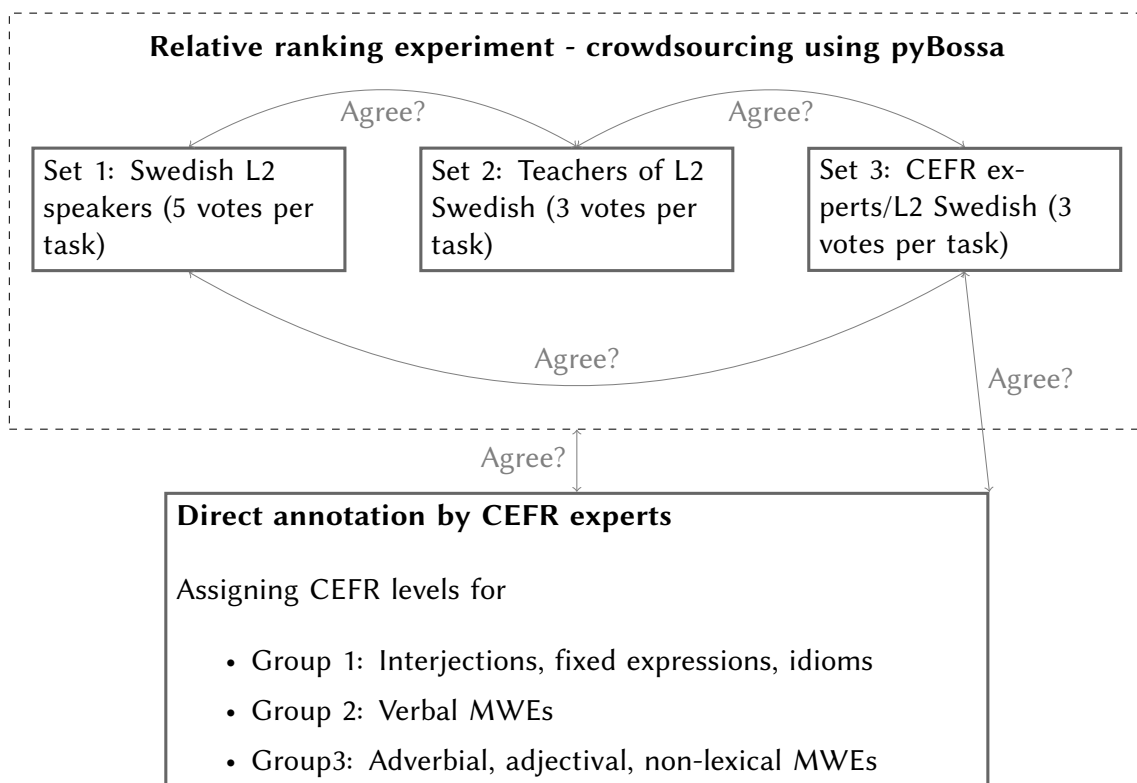 Relative ranking experiment - crowdsourcing using pyBossa
Agree?
Agree?
Set 1: Swedish L2
speakers (5 votes per
task)
Set 2: Teachers of L2
Swedish (3 votes per
task)
Set 3: CEFR ex-
perts/L2 Swedish (3
votes per task)
Agree?
Agree?
Agree?
Direct annotation by CEFR experts
Assigning CEFR levels for
• Group 1: Interjections, fixed expressions, idioms
• Group 2: Verbal MWEs
• Group3: Adverbial, adjectival, non-lexical MWEs